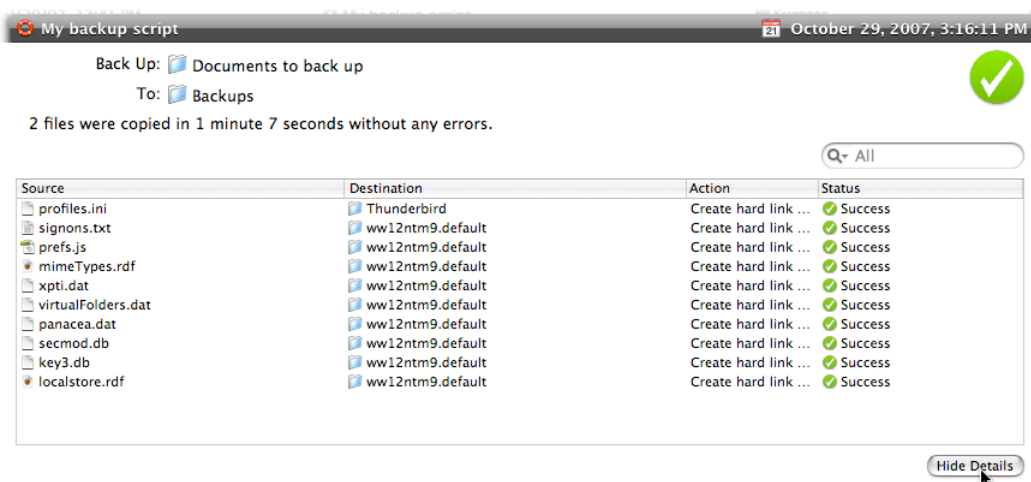 My backup script October 29, 2007, 3:16:11 PM
Back Up: Documents to back up
To: Backups
2 files were copied in 1 minute 7 seconds without any errors.
All
Source Destination Action Status
profiles.ini Thunderbird Create hard link ... Success
signons.txt ww12ntm9.default Create hard link ... Success
prefs.js ww12ntm9.default Create hard link ... Success
mimeTypes.rdf ww12ntm9.default Create hard link ... Success
xpti.dat ww12ntm9.default Create hard link ... Success
virtualFolders.dat ww12ntm9.default Create hard link ... Success
panacea.dat ww12ntm9.default Create hard link ... Success
secmod.db ww12ntm9.default Create hard link ... Success
key3.db ww12ntm9.default Create hard link ... Success
localstore.rdf ww12ntm9.default Create hard link ... Success
Hide Details